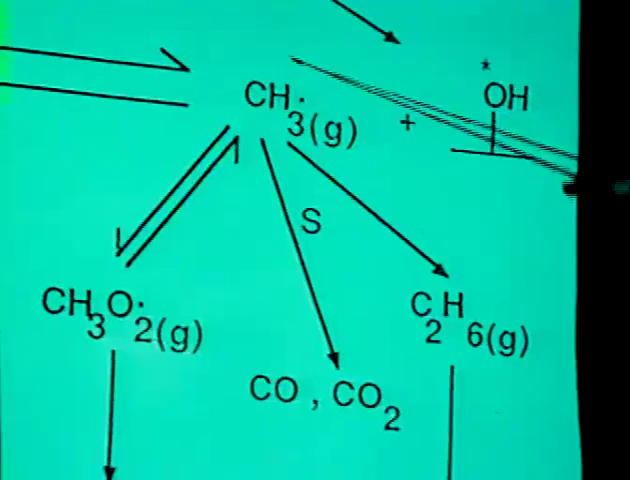 *
CH₃·(g) + OH
S
CH₃O₂·(g)
C₂H₆(g)
CO , CO₂